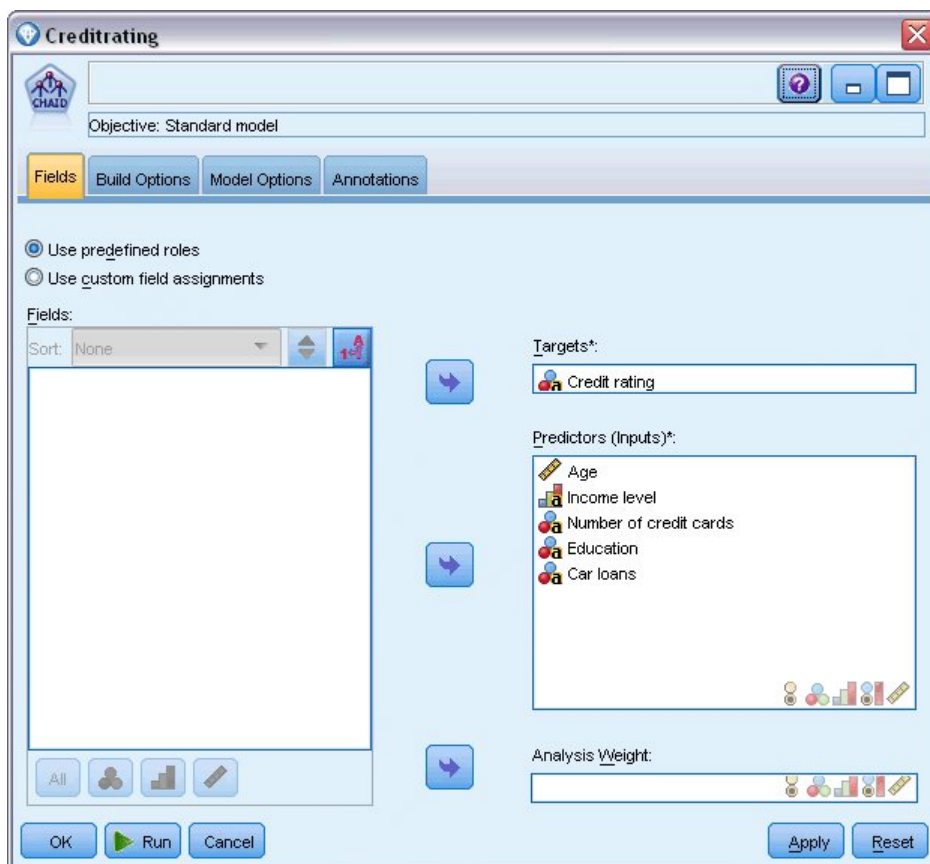 Creditrating
CHAID
Objective: Standard model
Fields Build Options Model Options Annotations
Use predefined roles
Use custom field assignments
Fields:
Sort: None
Targets*:
Credit rating
Predictors (Inputs)*:
Age
Income level
Number of credit cards
Education
Car loans
Analysis Weight:
All
OK Run Cancel Apply Reset